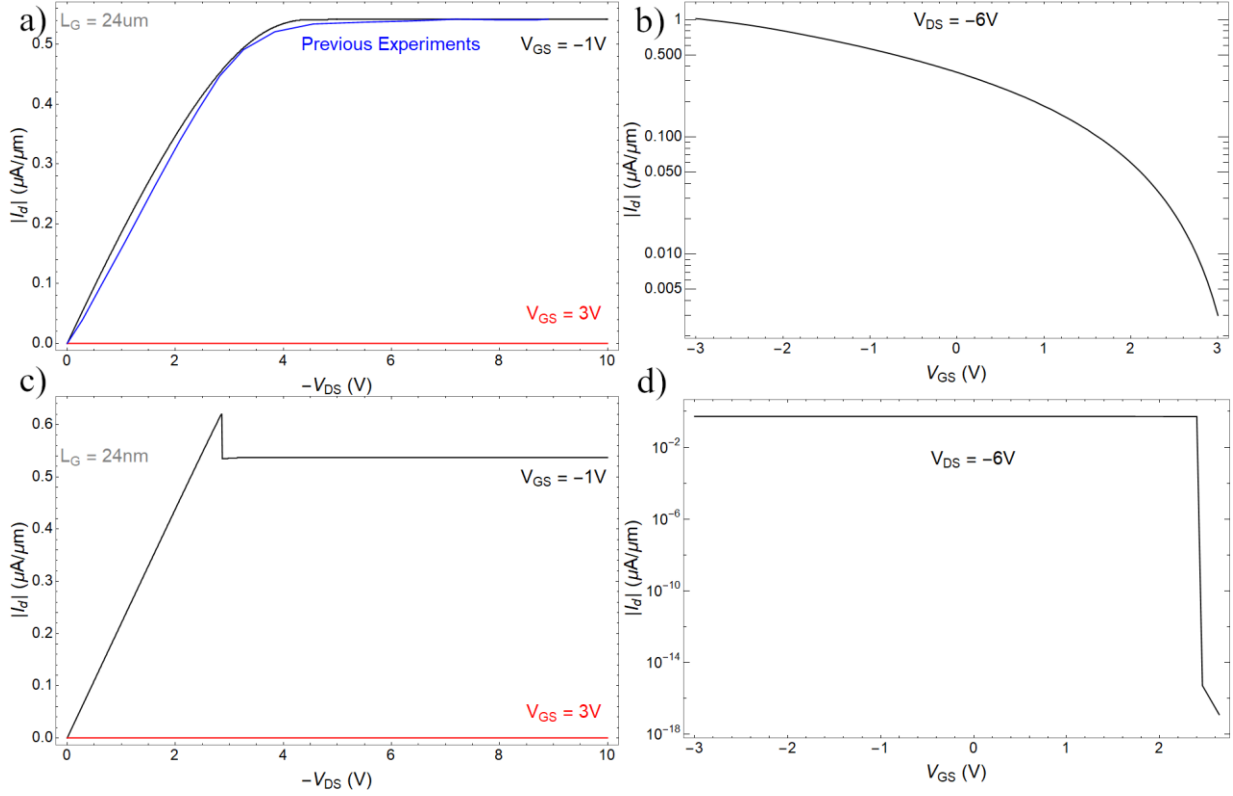 a)
L_G = 24um
V_GS = −1V
Previous Experiments
V_GS = 3V
|I_d| (μA/μm)
0.5
0.4
0.3
0.2
0.1
0.0
0 2 4 6 8 10
−V_DS (V)
b)
V_DS = −6V
|I_d| (μA/μm)
1
0.500
0.100
0.050
0.010
0.005
−3 −2 −1 0 1 2 3
V_GS (V)
c)
L_G = 24nm
V_GS = −1V
V_GS = 3V
|I_d| (μA/μm)
0.6
0.5
0.4
0.3
0.2
0.1
0.0
0 2 4 6 8 10
−V_DS (V)
d)
V_DS = −6V
|I_d| (μA/μm)
10^−2
10^−6
10^−10
10^−14
10^−18
−3 −2 −1 0 1 2
V_GS (V)